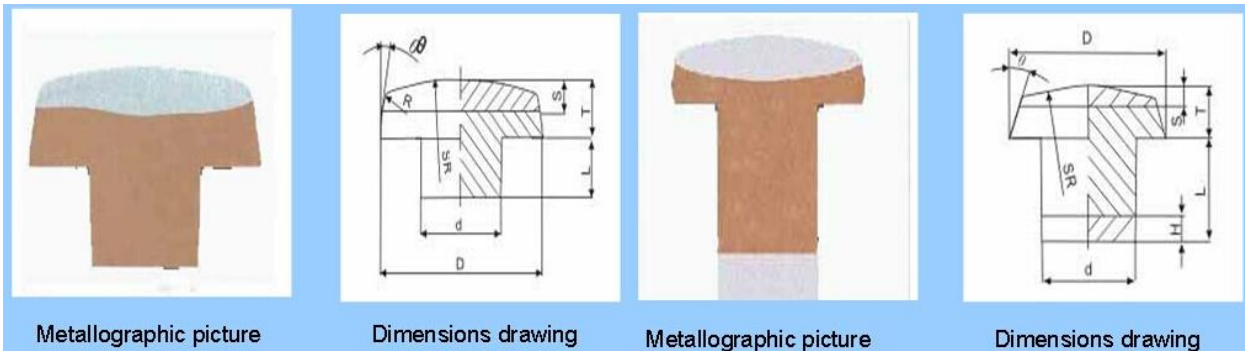 θ
R
SR
S
T
L
d
D
D
θ
SR
S
T
L
H
d
Metallographic picture
Dimensions drawing
Metallographic picture
Dimensions drawing